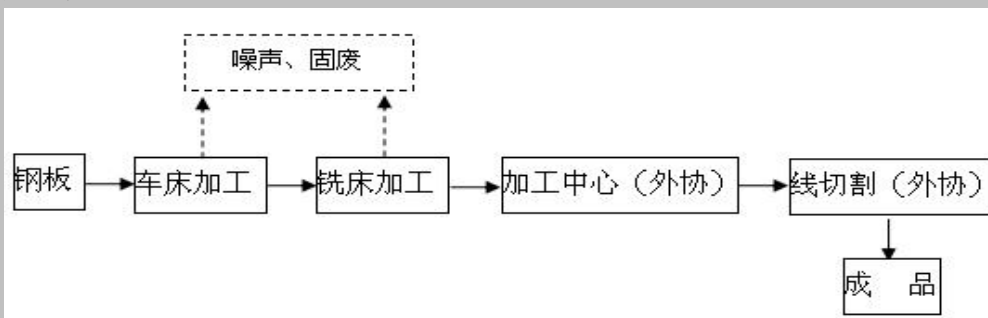 噪声、固废
钢板
车床加工
铣床加工
加工中心（外协）
线切割（外协）
成 品